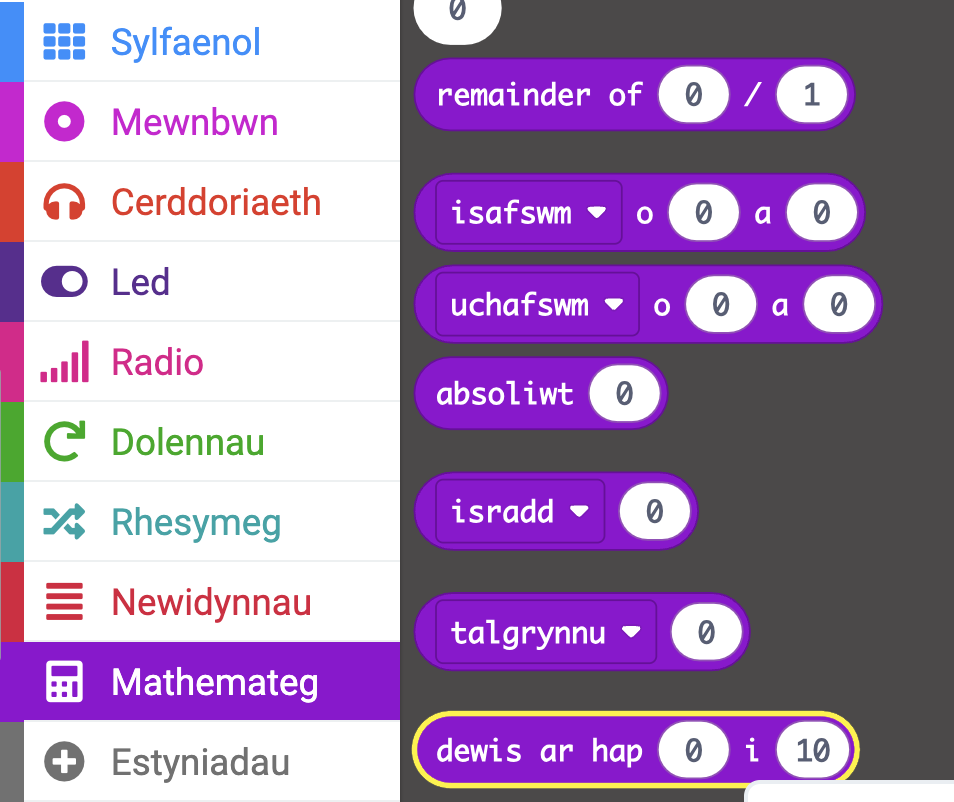 Sylfaenol
Mewnbwn
Cerddoriaeth
Led
Radio
Dolennau
Rhesymeg
Newidynnau
Mathemateg
Estyniadau
0
remainder of 0 / 1
isafswm o 0 a 0
uchafswm o 0 a 0
absoliwt 0
isradd 0
talgrynnu 0
dewis ar hap 0 i 10